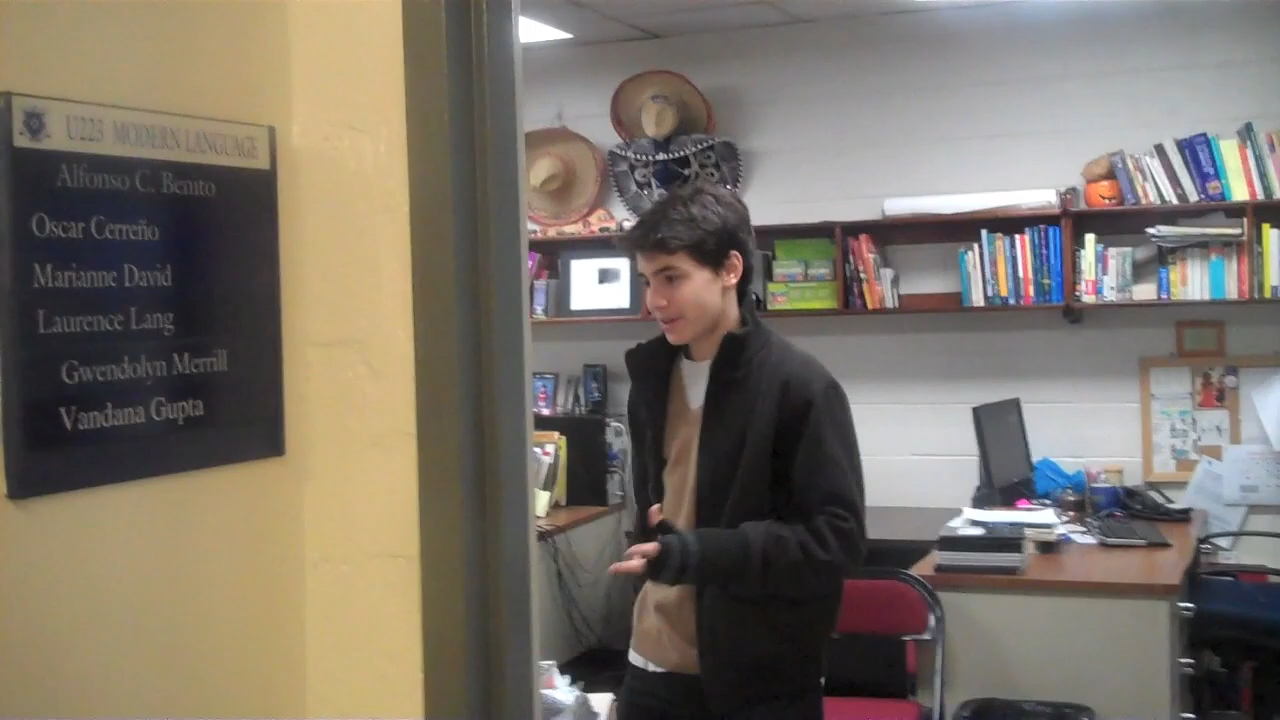 U223 MODERN LANGUAGE
Alfonso C. Benito
Oscar Cerreño
Marianne David
Laurence Lang
Gwendolyn Merrill
Vandana Gupta